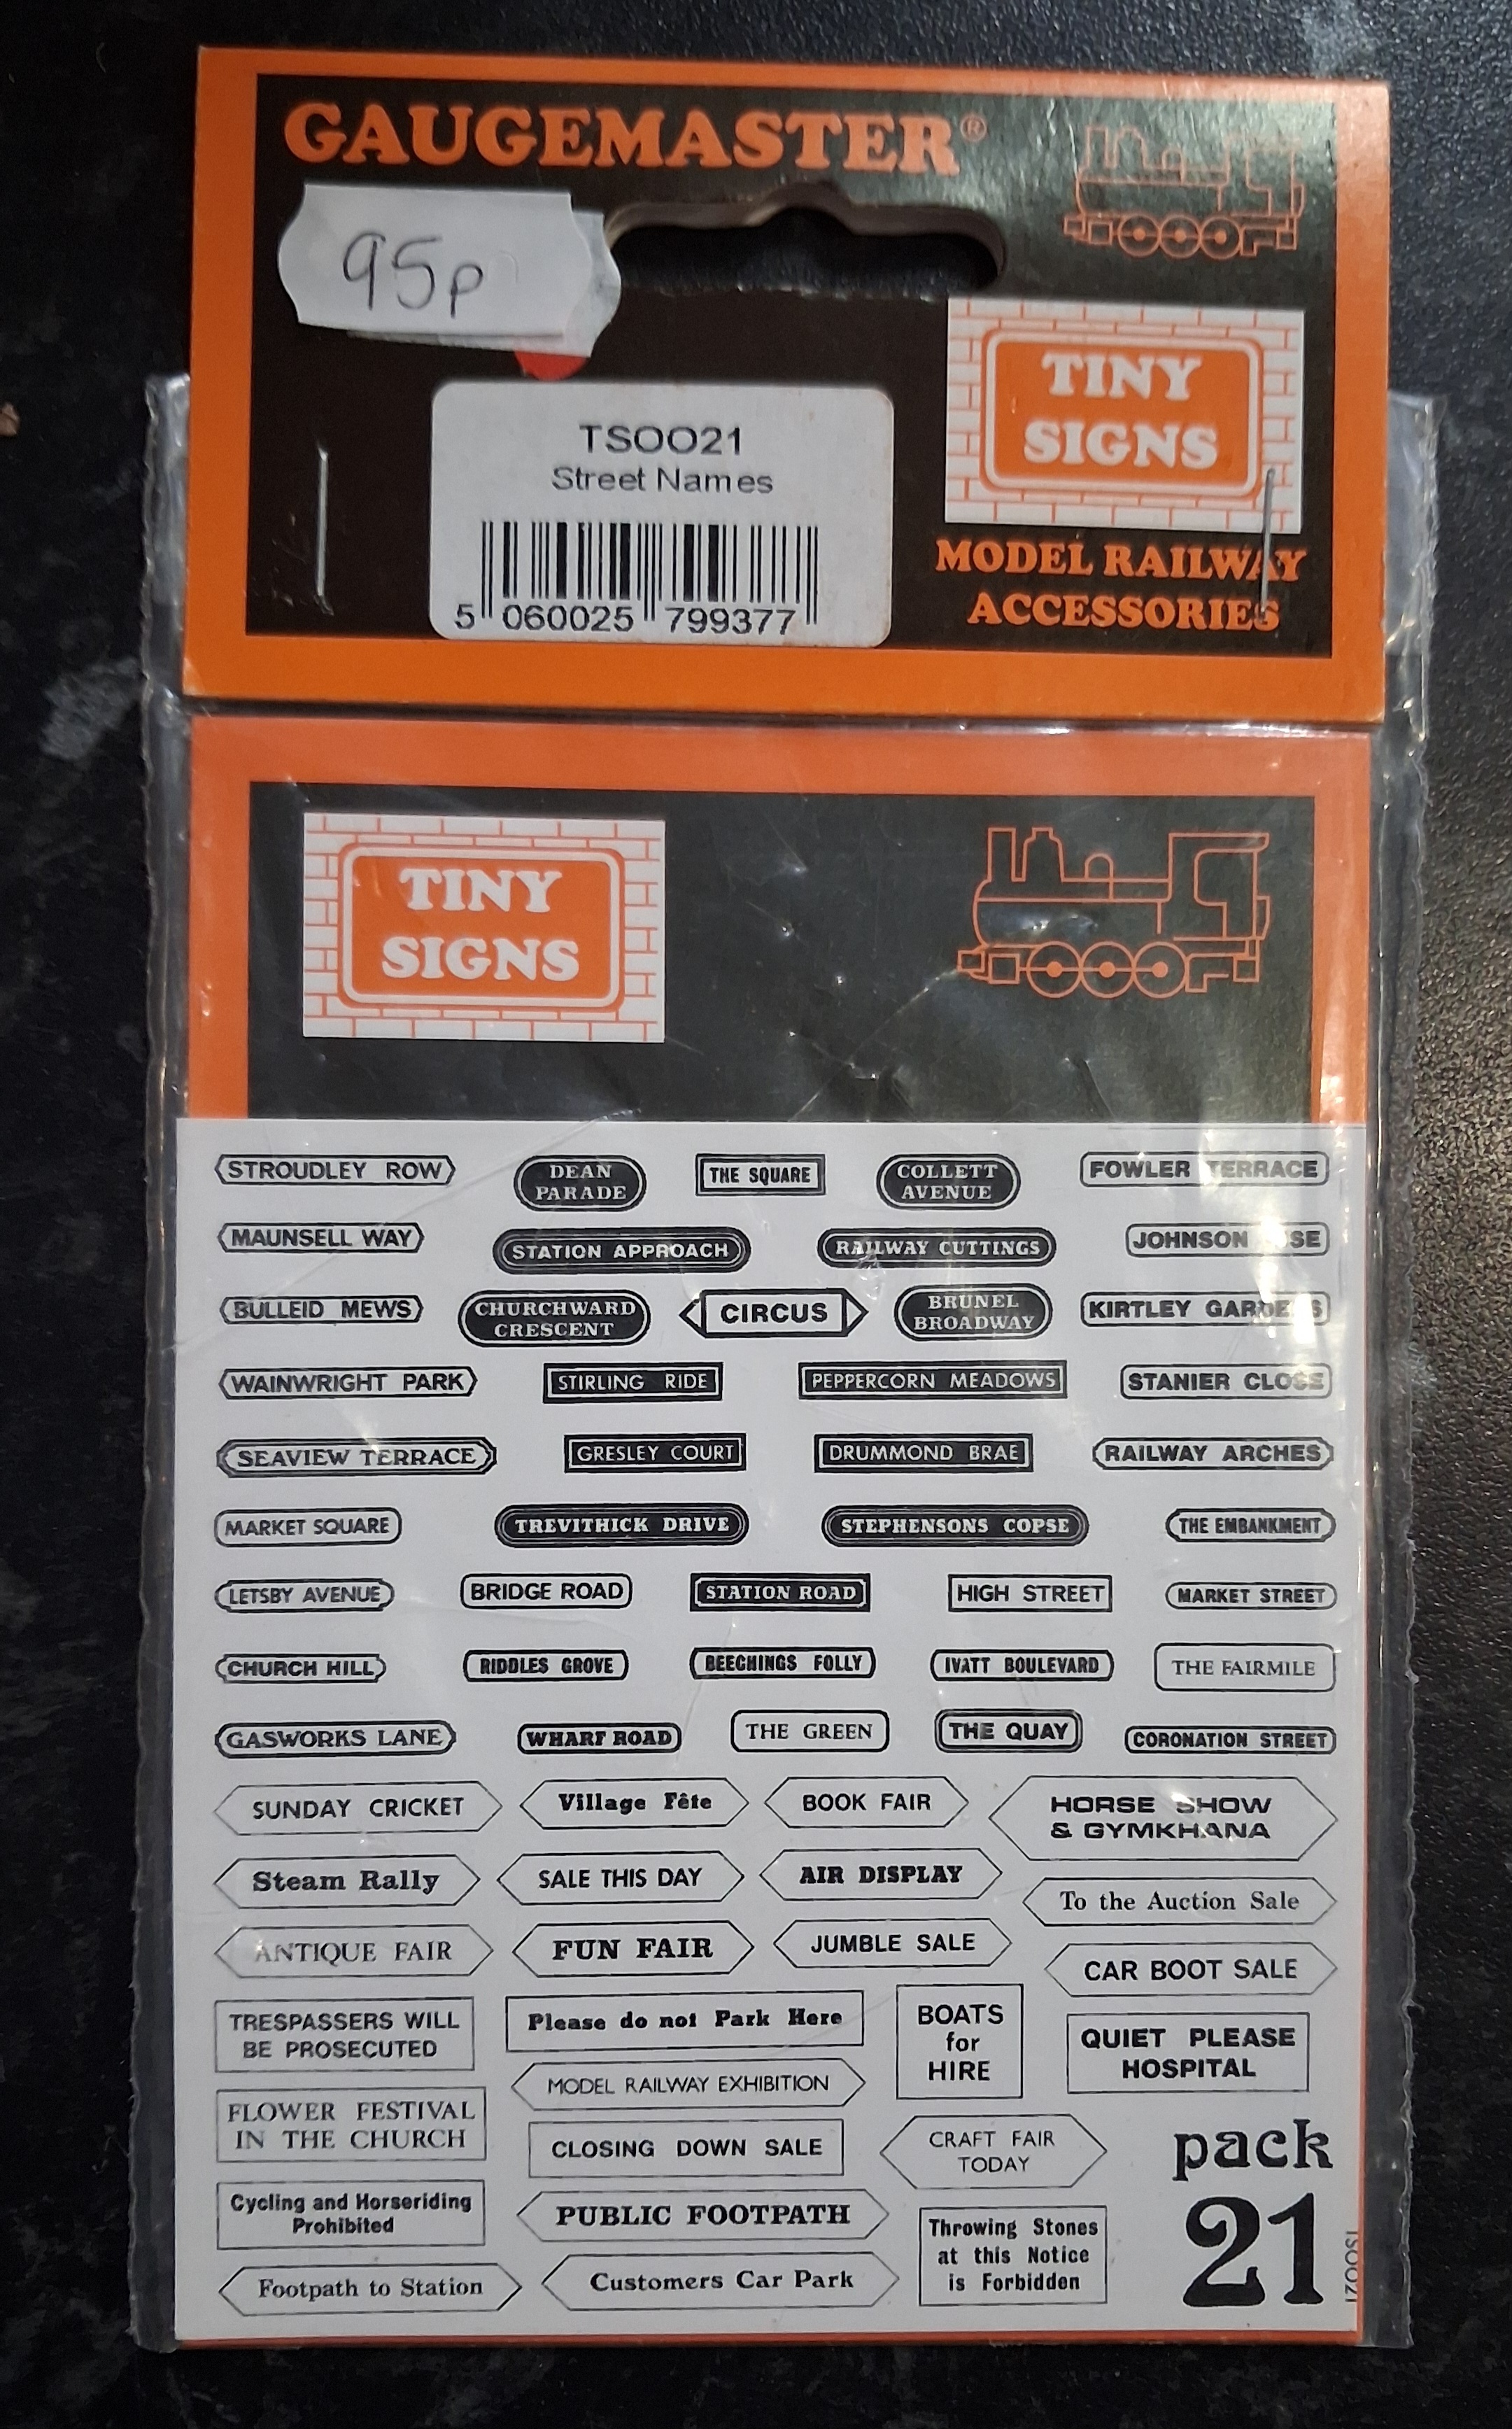 GAUGEMASTER®
95p
TINY
SIGNS
TSOO21
Street Names
5 060025 799377
MODEL RAILWAY
ACCESSORIES
TINY
SIGNS
STROUDLEY ROW
DEAN
PARADE
THE SQUARE
COLLETT
AVENUE
FOWLER TERRACE
MAUNSELL WAY
STATION APPROACH
RAILWAY CUTTINGS
JOHNSON
BULLEID MEWS
CHURCHWARD
CRESCENT
CIRCUS
BRUNEL
BROADWAY
KIRTLEY GARDENS
WAINWRIGHT PARK
STIRLING RIDE
PEPPERCORN MEADOWS
STANIER CLOSE
SEAVIEW TERRACE
GRESLEY COURT
DRUMMOND BRAE
RAILWAY ARCHES
MARKET SQUARE
TREVITHICK DRIVE
STEPHENSONS COPSE
THE EMBANKMENT
LETSBY AVENUE
BRIDGE ROAD
STATION ROAD
HIGH STREET
MARKET STREET
CHURCH HILL
RIDDLES GROVE
BEECHINGS FOLLY
IVATT BOULEVARD
THE FAIRMILE
GASWORKS LANE
WHARF ROAD
THE GREEN
THE QUAY
CORONATION STREET
SUNDAY CRICKET
Village Fête
BOOK FAIR
HORSE SHOW
& GYMKHANA
Steam Rally
SALE THIS DAY
AIR DISPLAY
To the Auction Sale
ANTIQUE FAIR
FUN FAIR
JUMBLE SALE
CAR BOOT SALE
TRESPASSERS WILL
BE PROSECUTED
Please do not Park Here
BOATS
for
HIRE
QUIET PLEASE
HOSPITAL
MODEL RAILWAY EXHIBITION
FLOWER FESTIVAL
IN THE CHURCH
CLOSING DOWN SALE
CRAFT FAIR
TODAY
Cycling and Horseriding
Prohibited
PUBLIC FOOTPATH
Throwing Stones
at this Notice
is Forbidden
Footpath to Station
Customers Car Park
pack
21
TSOO21